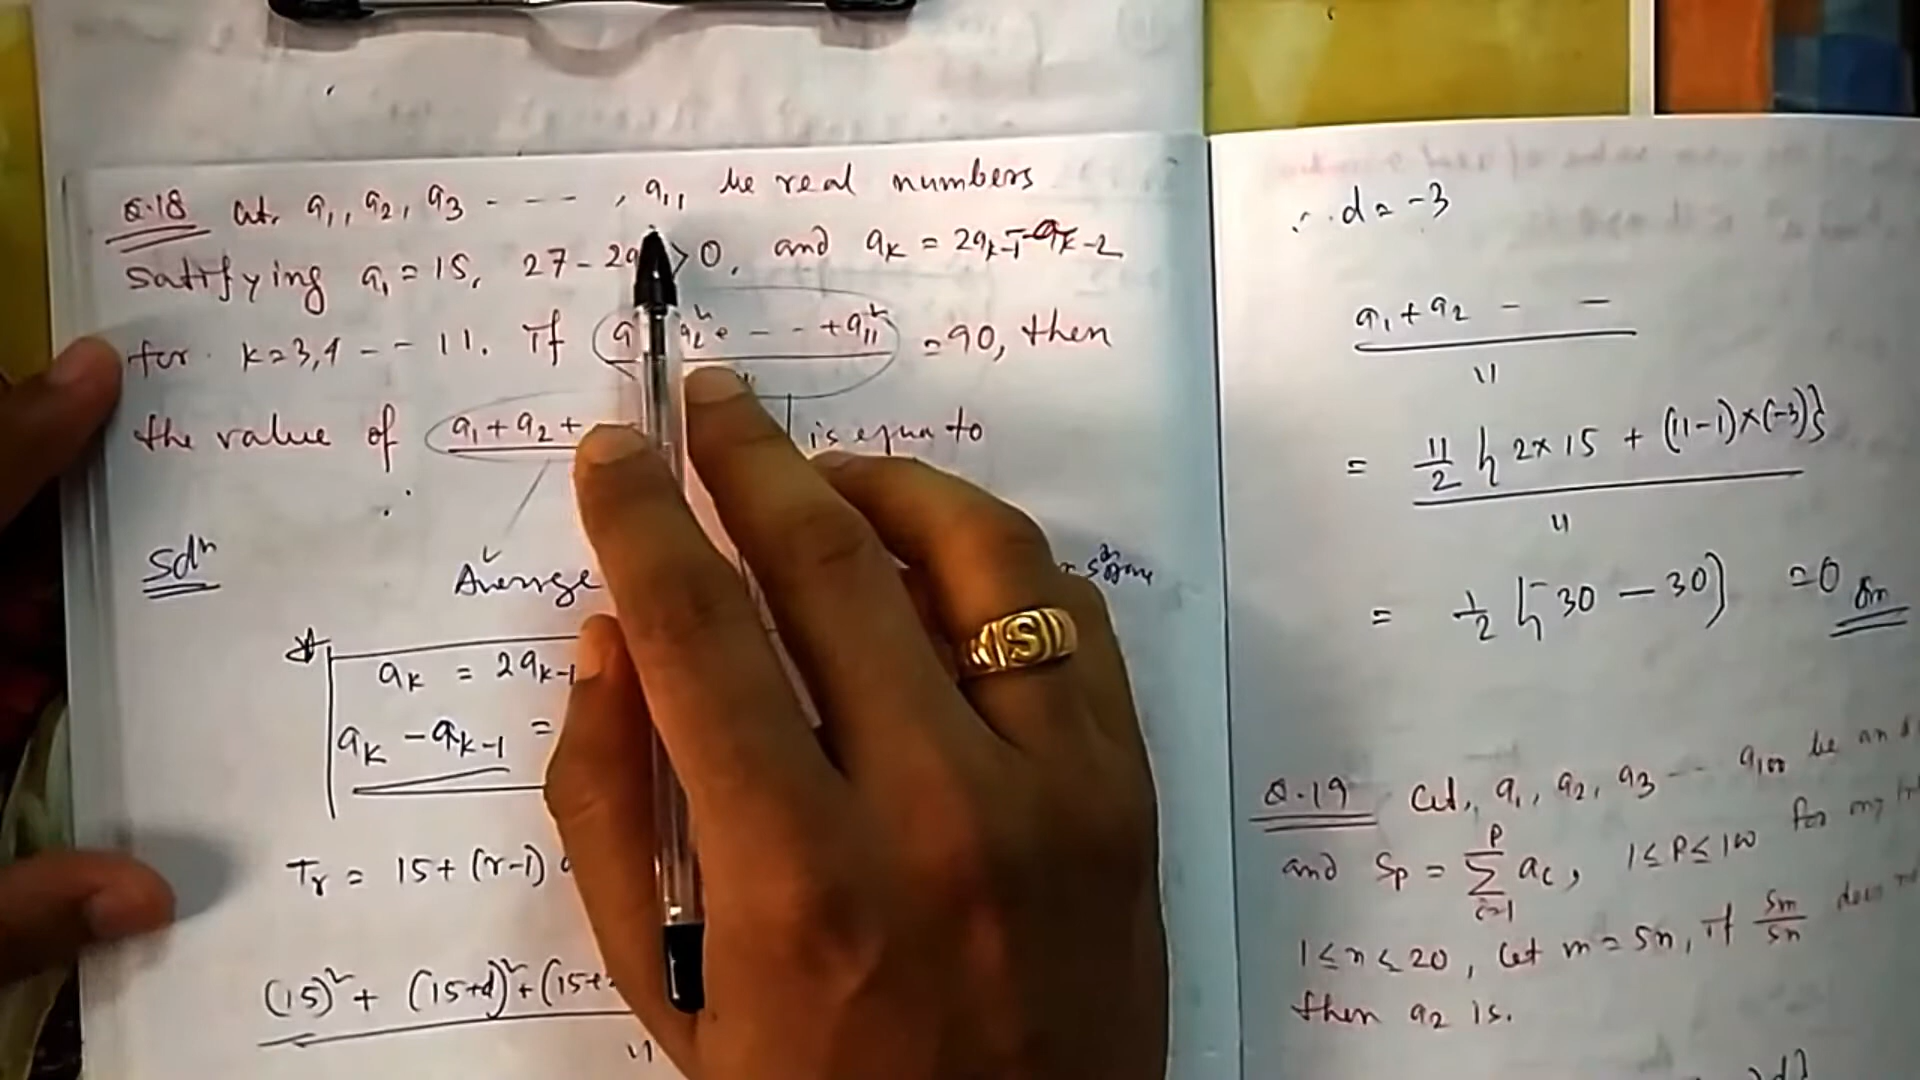 Q.18 Let, a₁, a₂, a₃ - - - - , a₁₁ be real numbers
Satisfying a₁ = 15, 27 - 2a > 0, and aₖ = 2aₖ₋₁ - aₖ₋₂
for k = 3, 4 - - 11. If a a₂² + - - - + a₁₁² = 90, then
the value of a₁ + a₂ + is equa to
Solⁿ
Average
aₖ = 2aₖ₋₁
aₖ - aₖ₋₁ =
Tᵣ = 15 + (r-1)
(15)² + (15+d)² + (15+
11
∴ d = -3
a₁ + a₂ - -
11
= 11/2 { 2×15 + (11-1)×(-3)}
11
= 1/2 { 30 - 30} = 0 Ans
Q.19 Let, a₁, a₂, a₃ --- a₁₀₀ be an
and Sp = Σ aᵢ, 1 ≤ P ≤ 100 for any
P
i=1
1 ≤ n ≤ 20, Let m = 5n, if Sm/Sn does
then a₂ is.